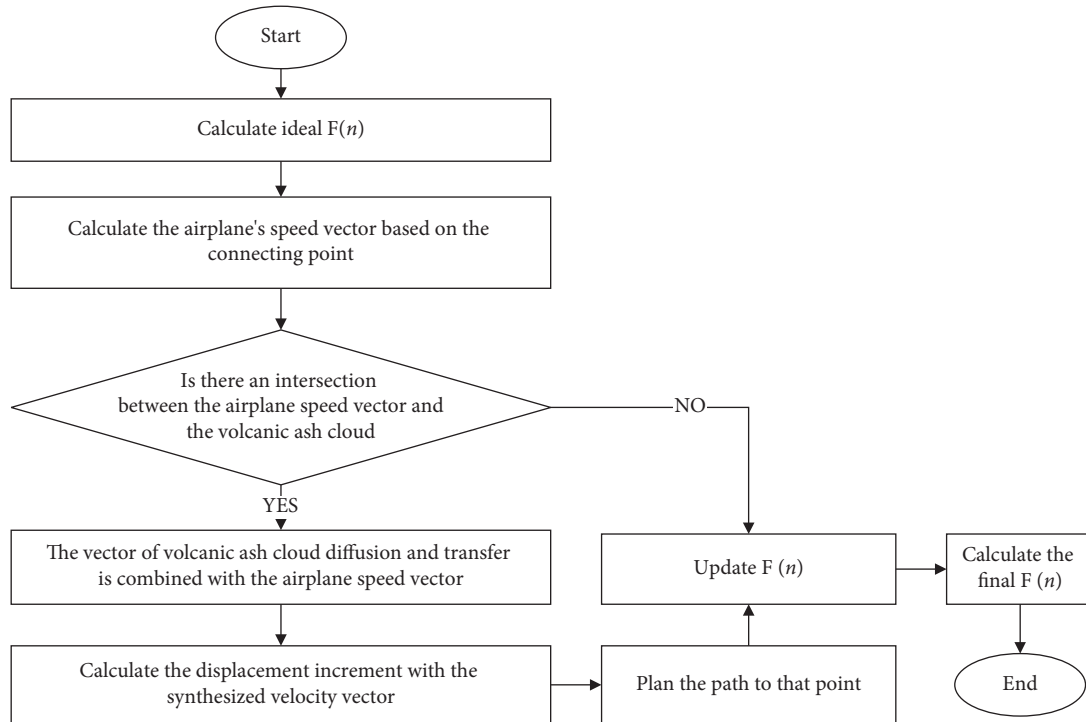 Start
Calculate ideal F(n)
Calculate the airplane's speed vector based on the
connecting point
Is there an intersection
between the airplane speed vector and
the volcanic ash cloud
NO
YES
The vector of volcanic ash cloud diffusion and transfer
is combined with the airplane speed vector
Update F (n)
Calculate the
final F (n)
Calculate the displacement increment with the
synthesized velocity vector
Plan the path to that point
End